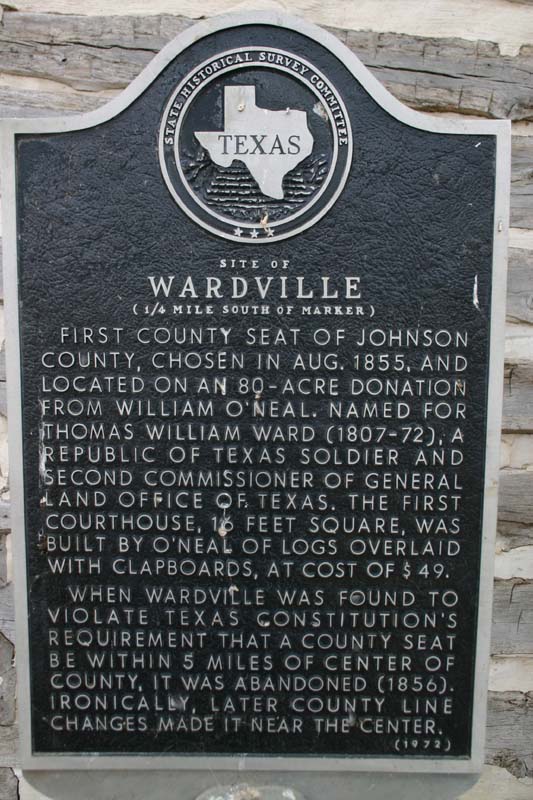 STATE HISTORICAL SURVEY COMMITTEE
TEXAS
SITE OF
WARDVILLE
(1/4 MILE SOUTH OF MARKER)
FIRST COUNTY SEAT OF JOHNSON
COUNTY, CHOSEN IN AUG. 1855, AND
LOCATED ON AN 80-ACRE DONATION
FROM WILLIAM O'NEAL. NAMED FOR
THOMAS WILLIAM WARD (1807-72), A
REPUBLIC OF TEXAS SOLDIER AND
SECOND COMMISSIONER OF GENERAL
LAND OFFICE OF TEXAS. THE FIRST
COURTHOUSE, 16 FEET SQUARE, WAS
BUILT BY O'NEAL OF LOGS OVERLAID
WITH CLAPBOARDS, AT COST OF $49.
WHEN WARDVILLE WAS FOUND TO
VIOLATE TEXAS CONSTITUTION'S
REQUIREMENT THAT A COUNTY SEAT
BE WITHIN 5 MILES OF CENTER OF
COUNTY, IT WAS ABANDONED (1856).
IRONICALLY, LATER COUNTY LINE
CHANGES MADE IT NEAR THE CENTER.
(1972)